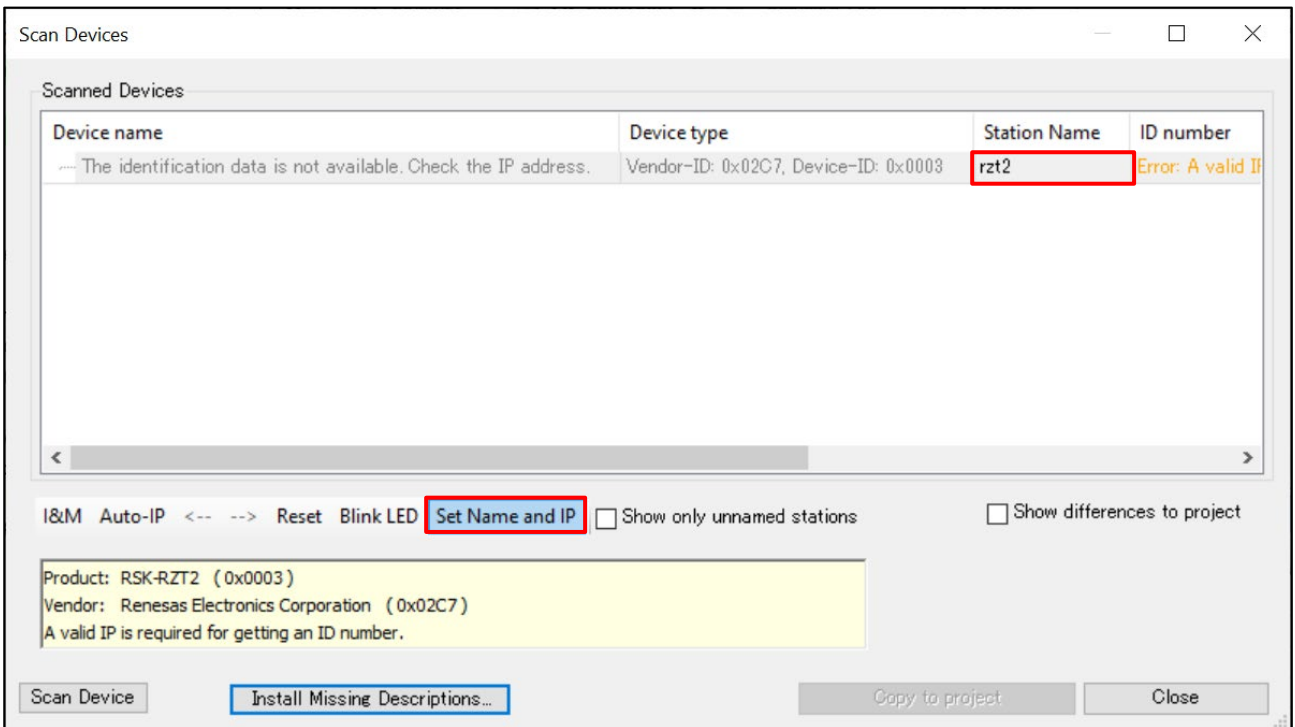 Scan Devices
Scanned Devices
Device name Device type Station Name ID number
The identification data is not available. Check the IP address. Vendor-ID: 0x02C7, Device-ID: 0x0003 rzt2 Error: A valid
I&M Auto-IP <-- --> Reset Blink LED Set Name and IP Show only unnamed stations Show differences to project
Product: RSK-RZT2 (0x0003)
Vendor: Renesas Electronics Corporation (0x02C7)
A valid IP is required for getting an ID number.
Scan Device Install Missing Descriptions... Copy to project Close